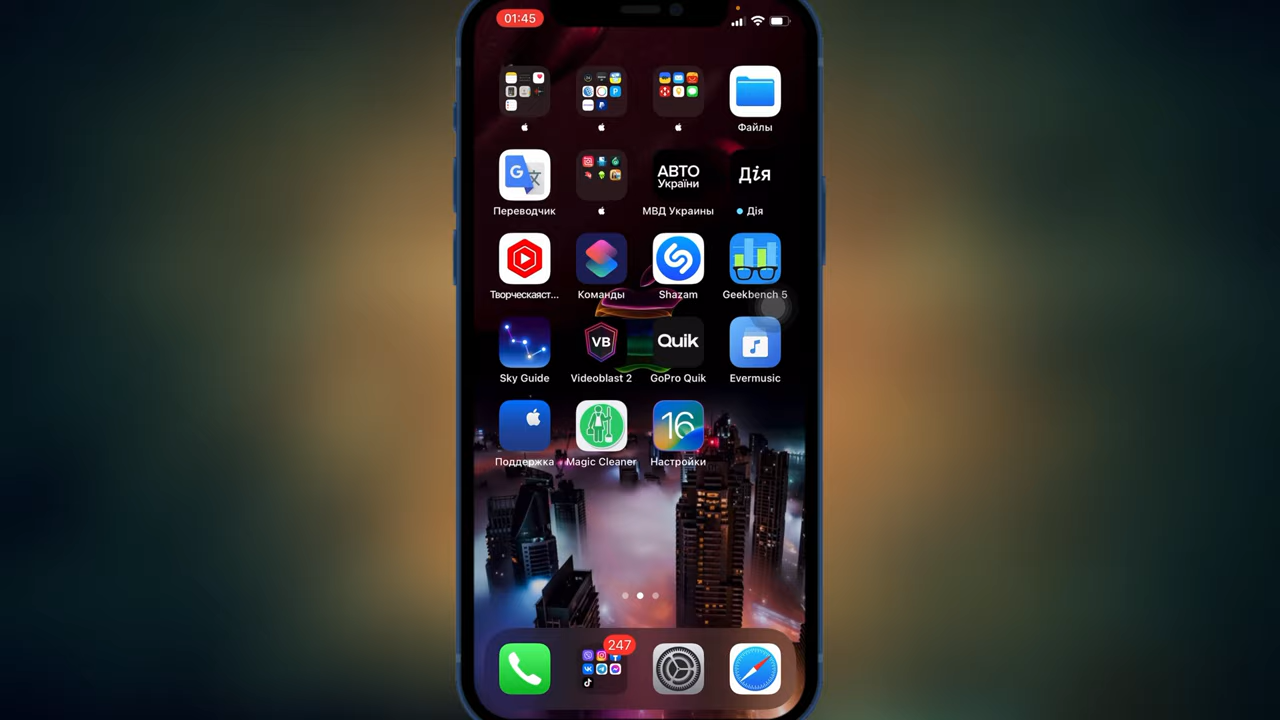 01:45
Файлы
G
АВТО
України
Дія
Переводчик
МВД Украины
Дія
Творческаяст...
Команды
Shazam
Geekbench 5
VB
Quik
Sky Guide
Videoblast 2
GoPro Quik
Evermusic
16
Поддержка
Magic Cleaner
Настройки
247